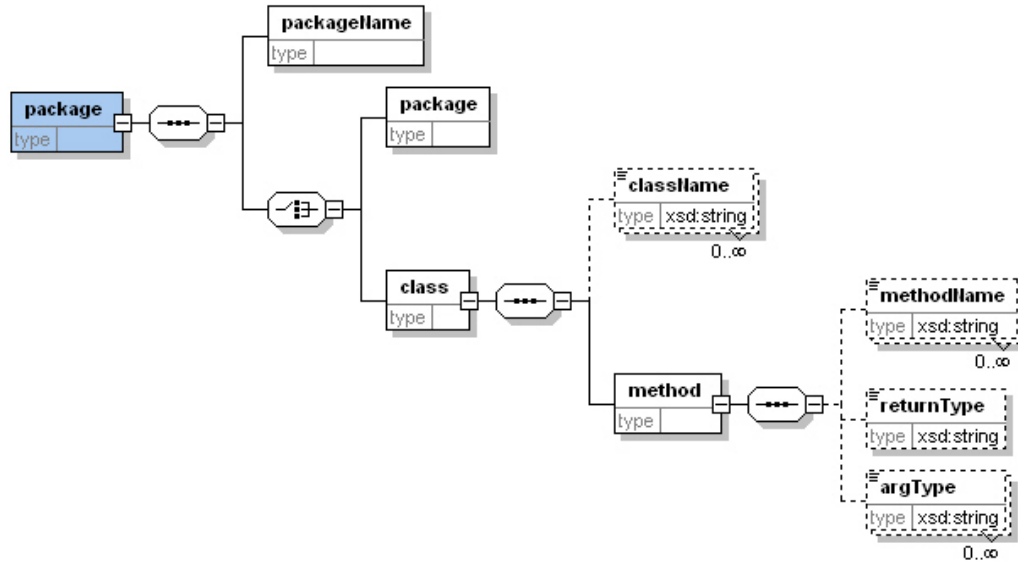 packageName
type
package
type
package
type
className
type xsd:string
0..∞
class
type
methodName
type xsd:string
0..∞
method
type
returnType
type xsd:string
argType
type xsd:string
0..∞